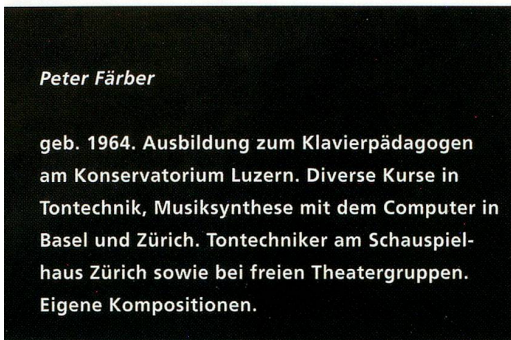 Peter Färber
geb. 1964. Ausbildung zum Klavierpädagogen
am Konservatorium Luzern. Diverse Kurse in
Tontechnik, Musiksynthese mit dem Computer in
Basel und Zürich. Tontechniker am Schauspiel-
haus Zürich sowie bei freien Theatergruppen.
Eigene Kompositionen.